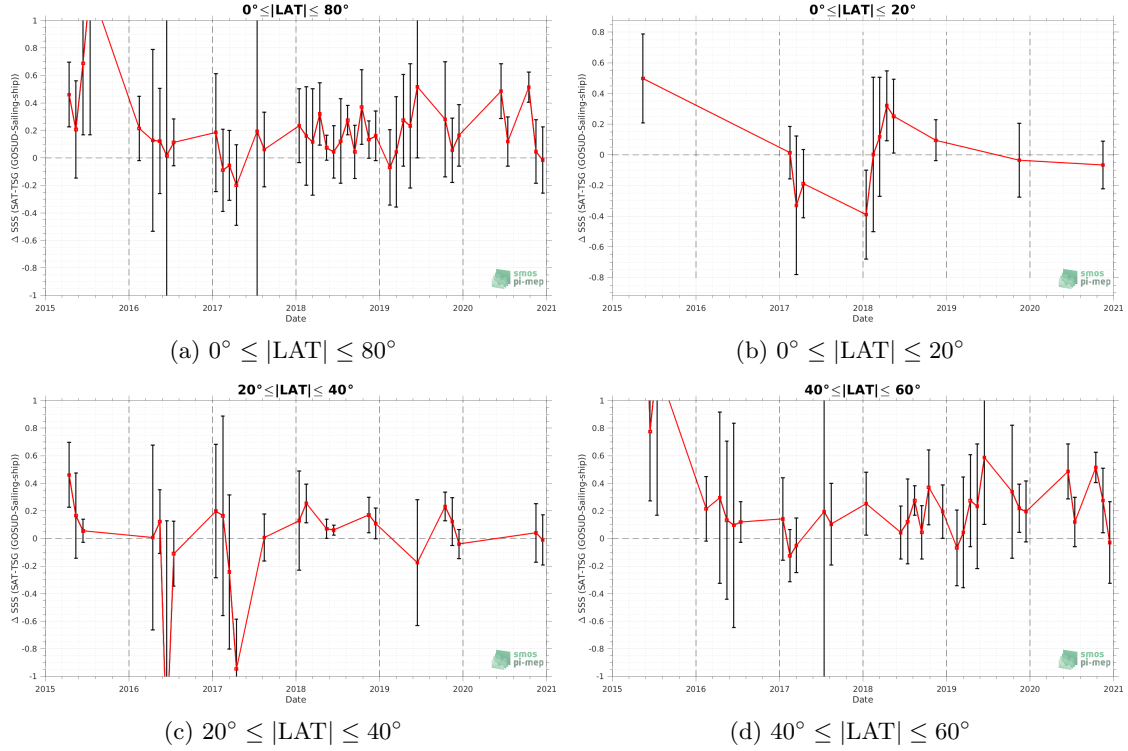 0°≤|LAT|≤ 80°
1
0.8
0.6
0.4
0.2
0
-0.2
-0.4
-0.6
-0.8
-1
Δ SSS (SAT-TSG (GOSUD-Sailing-ship))
smos
pi-mep
2015 2016 2017 2018 2019 2020 2021
Date
(a) 0° ≤ |LAT| ≤ 80°
0°≤|LAT|≤ 20°
0.8
0.6
0.4
0.2
0
-0.2
-0.4
-0.6
-0.8
Δ SSS (SAT-TSG (GOSUD-Sailing-ship))
smos
pi-mep
2015 2016 2017 2018 2019 2020 2021
Date
(b) 0° ≤ |LAT| ≤ 20°
20°≤|LAT|≤ 40°
1
0.8
0.6
0.4
0.2
0
-0.2
-0.4
-0.6
-0.8
-1
Δ SSS (SAT-TSG (GOSUD-Sailing-ship))
smos
pi-mep
2015 2016 2017 2018 2019 2020 2021
Date
(c) 20° ≤ |LAT| ≤ 40°
40°≤|LAT|≤ 60°
1
0.8
0.6
0.4
0.2
0
-0.2
-0.4
-0.6
-0.8
-1
Δ SSS (SAT-TSG (GOSUD-Sailing-ship))
smos
pi-mep
2015 2016 2017 2018 2019 2020 2021
Date
(d) 40° ≤ |LAT| ≤ 60°